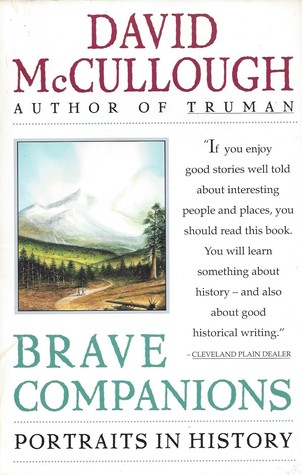 DAVID
McCULLOUGH
AUTHOR OF TRUMAN
"If you enjoy
good stories well told
about interesting
people and places, you
should read this book.
You will learn
something about
history – and also
about good
historical writing."
– CLEVELAND PLAIN DEALER
BRAVE
COMPANIONS
PORTRAITS IN HISTORY